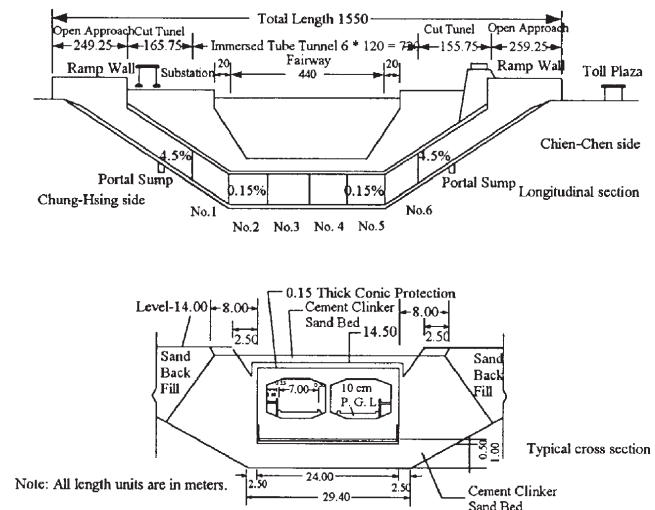 Total Length 1550
Open Approach Cut Tunel Cut Tunel Open Approach
249.25 165.75 Immersed Tube Tunnel 6 * 120 = 155.75 259.25
Fairway
Ramp Wall Substation 20 440 20 Ramp Wall Toll Plaza
Chien-Chen side
4.5% 4.5%
Portal Sump 0.15% 0.15% Portal Sump Longitudinal section
Chung-Hsing side
No.1 No.6
No.2 No.3 No. 4 No.5
0.15 Thick Conic Protection
Level-14.00 8.00 Cement Clinker 8.00
Sand Bed
2.50 14.50 2.50
Sand Back Fill
Sand Back Fill
7.00 10 cm
P. G. L
0.50
1.00
Typical cross section
Note: All length units are in meters. 2.50 24.00 2.50
29.40
Cement Clinker
Sand Bed